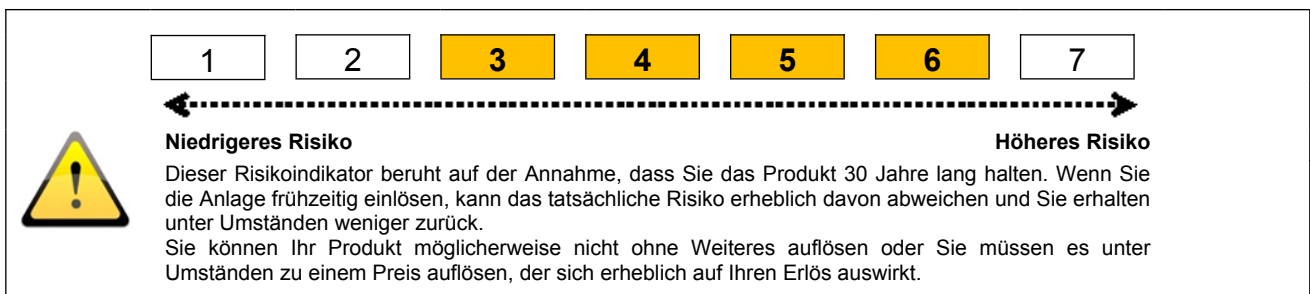 1 2 3 4 5 6 7
Niedrigeres Risiko Höheres Risiko
Dieser Risikoindikator beruht auf der Annahme, dass Sie das Produkt 30 Jahre lang halten. Wenn Sie
die Anlage frühzeitig einlösen, kann das tatsächliche Risiko erheblich davon abweichen und Sie erhalten
unter Umständen weniger zurück.
Sie können Ihr Produkt möglicherweise nicht ohne Weiteres auflösen oder Sie müssen es unter
Umständen zu einem Preis auflösen, der sich erheblich auf Ihren Erlös auswirkt.